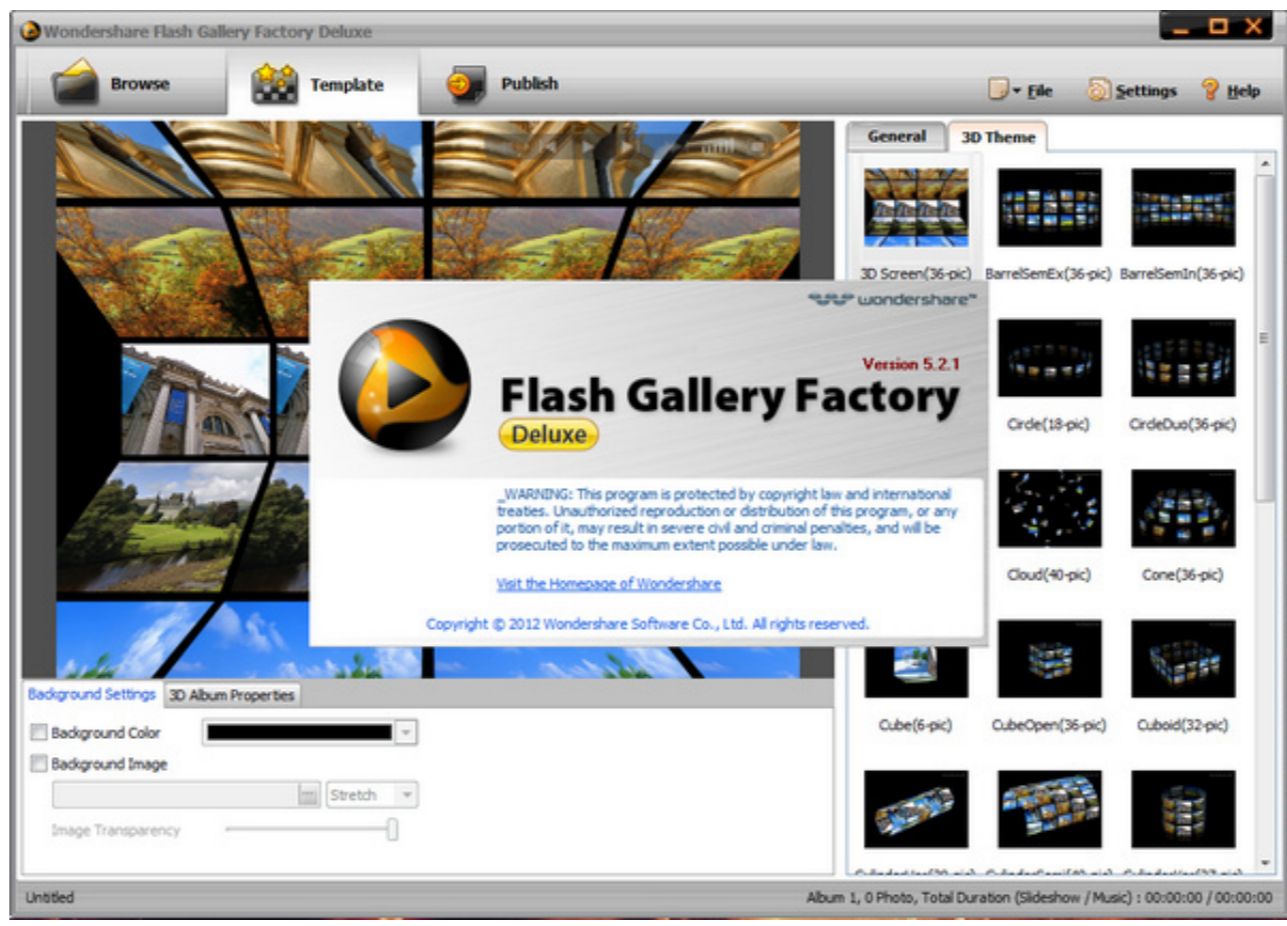 Wondershare Flash Gallery Factory Deluxe
Browse
Template
Publish
File
Settings
Help
General
3D Theme
3D Screen(36-pic)
BarrelSemEx(36-pic)
BarrelSemIn(36-pic)
wondershare™
Version 5.2.1
Flash Gallery Factory
Deluxe
Circle(18-pic)
CircleDuo(36-pic)
_WARNING: This program is protected by copyright law and international
treaties. Unauthorized reproduction or distribution of this program, or any
portion of it, may result in severe civil and criminal penalties, and will be
prosecuted to the maximum extent possible under law.
Visit the Homepage of Wondershare
Copyright © 2012 Wondershare Software Co., Ltd. All rights reserved.
Cloud(40-pic)
Cone(36-pic)
Cube(6-pic)
CubeOpen(36-pic)
Cuboid(32-pic)
Background Settings
3D Album Properties
Background Color
Background Image
Stretch
Image Transparency
Untitled
Album 1, 0 Photo, Total Duration (Slideshow / Music) : 00:00:00 / 00:00:00